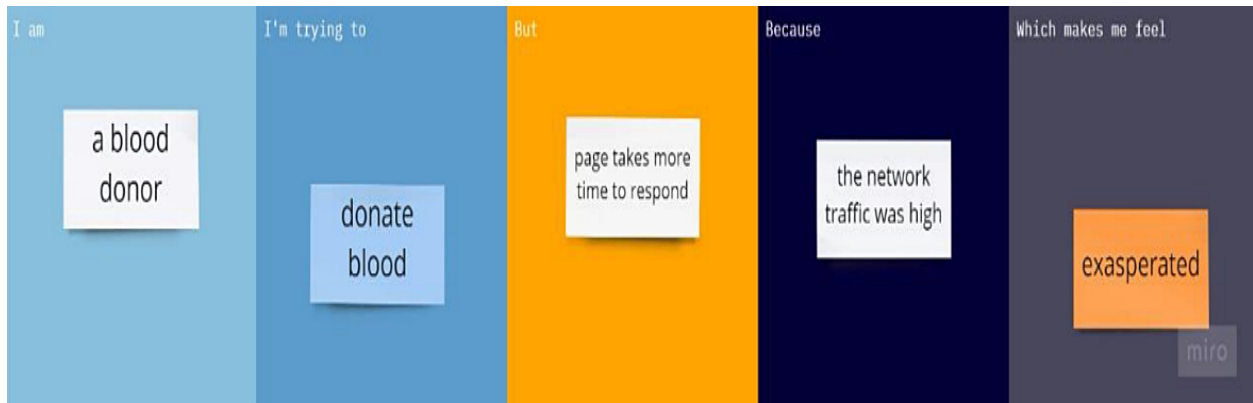 I am
a blood
donor
I'm trying to
donate
blood
But
page takes more
time to respond
Because
the network
traffic was high
Which makes me feel
exasperated
miro